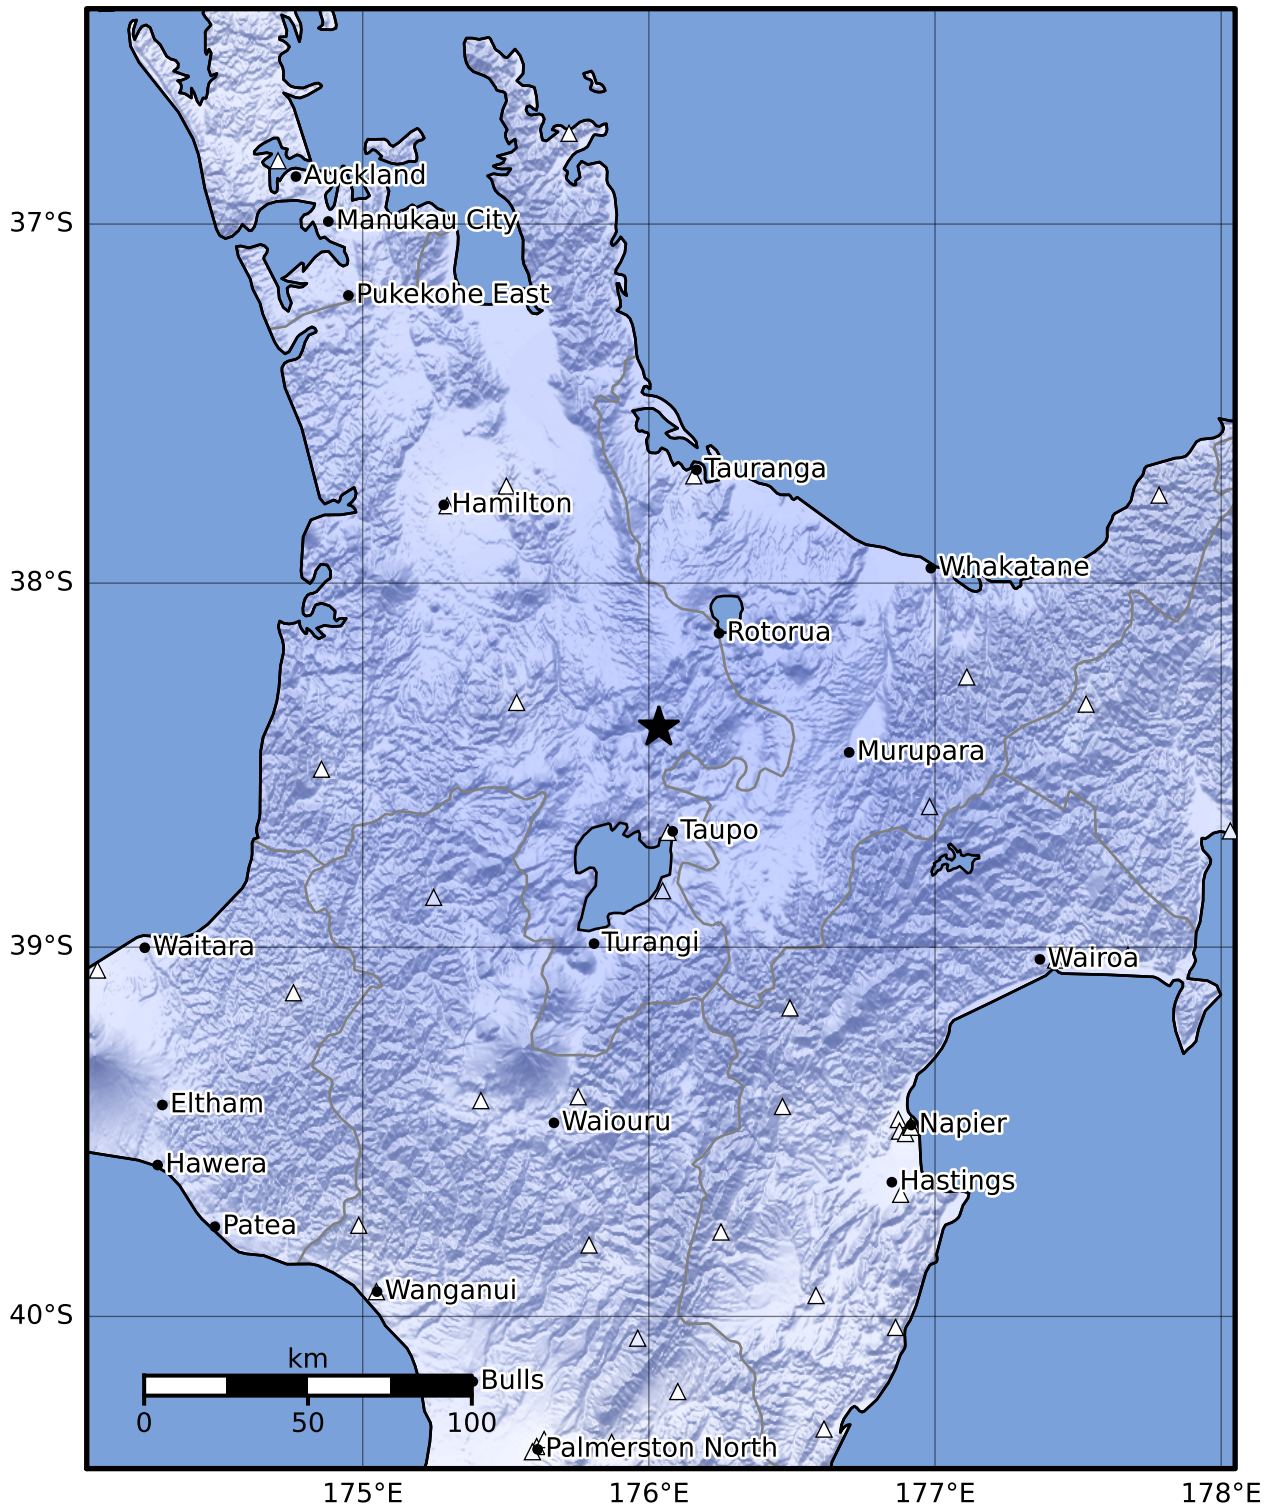 Auckland
37°S
Manukau City
Pukekohe East
Tauranga
Hamilton
Whakatane
38°S
Rotorua
Murupara
Taupo
Turangi
39°S
Waitara
Wairoa
Eltham
Waiouru
Napier
Hawera
Hastings
Patea
Wanganui
40°S
km
Bulls
0 50 100
Palmerston North
175°E 176°E 177°E 178°E